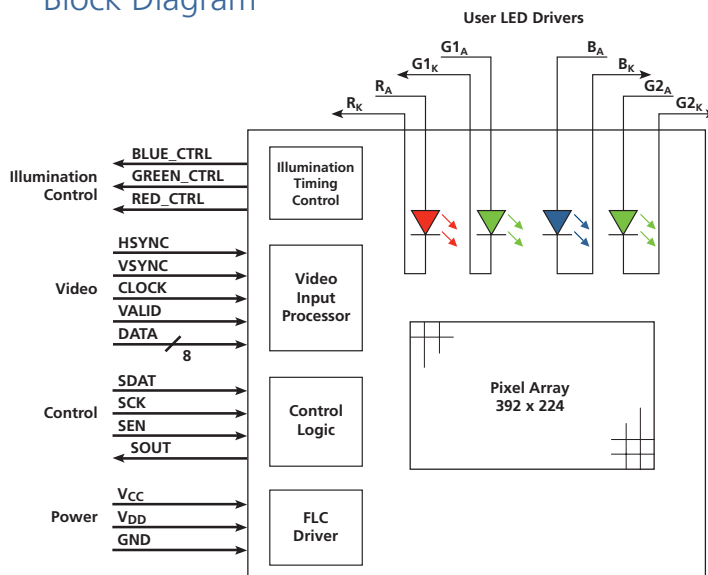 Block Diagram
User LED Drivers
G1A
BA
G1K
BK
RA
G2A
RK
G2K
BLUE_CTRL
GREEN_CTRL
RED_CTRL
Illumination
Control
Illumination
Timing
Control
HSYNC
VSYNC
CLOCK
VALID
DATA
8
Video
Video
Input
Processor
SDAT
SCK
SEN
SOUT
Control
Control
Logic
Pixel Array
392 x 224
VCC
VDD
GND
Power
FLC
Driver